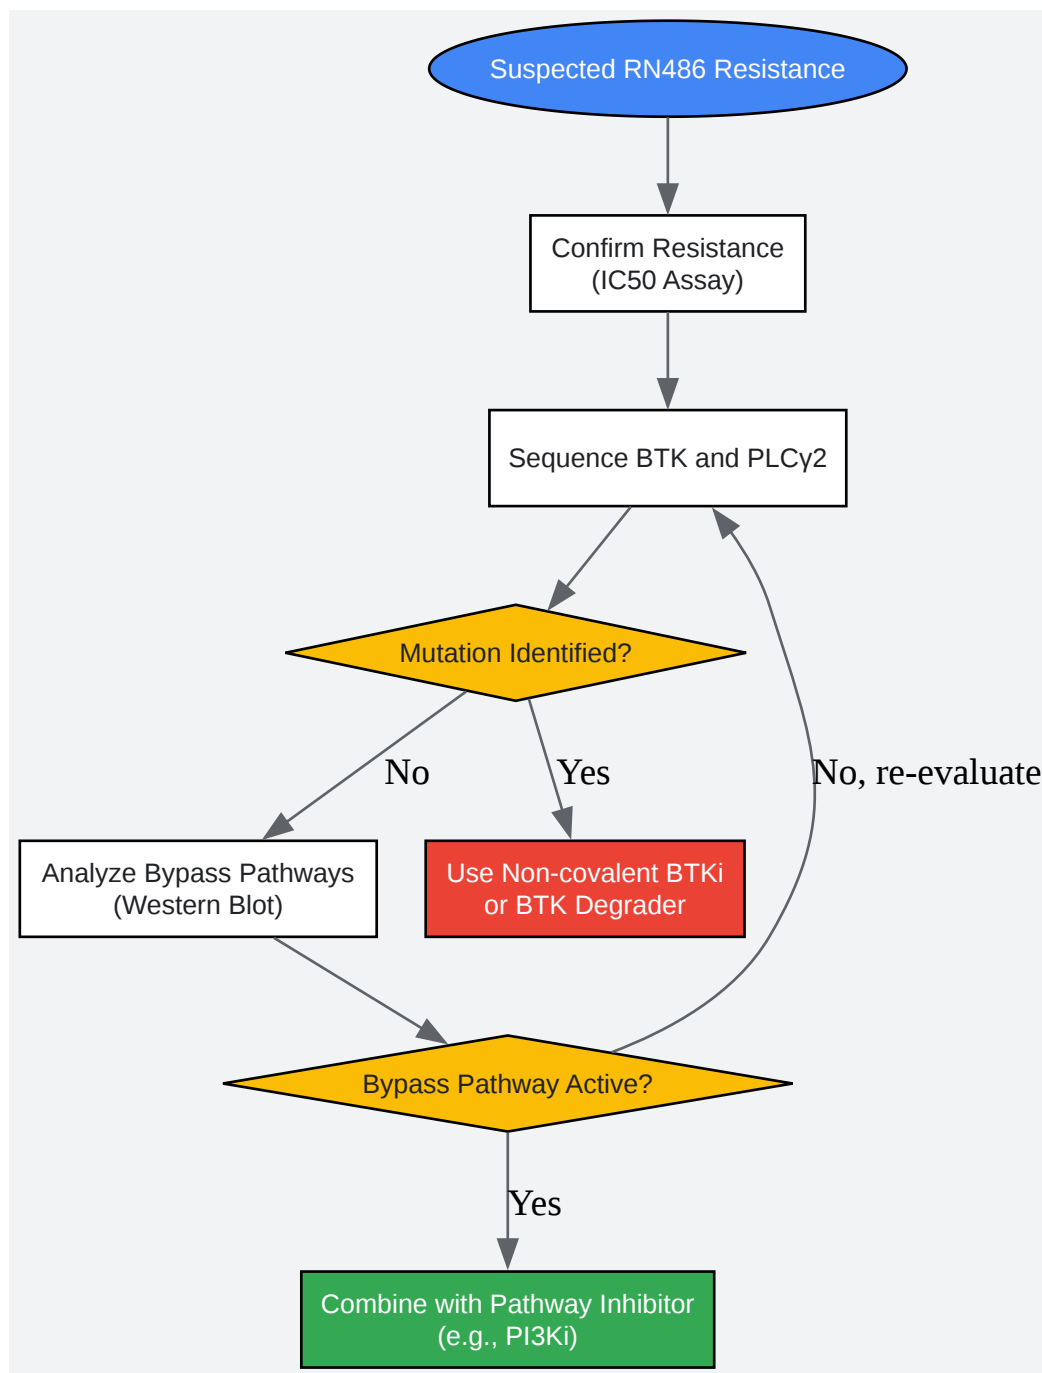 Suspected RN486 Resistance
Confirm Resistance
(IC50 Assay)
Sequence BTK and PLCγ2
Mutation Identified?
No
Yes
No, re-evaluate
Analyze Bypass Pathways
(Western Blot)
Use Non-covalent BTKi
or BTK Degrader
Bypass Pathway Active?
Yes
Combine with Pathway Inhibitor
(e.g., PI3Ki)